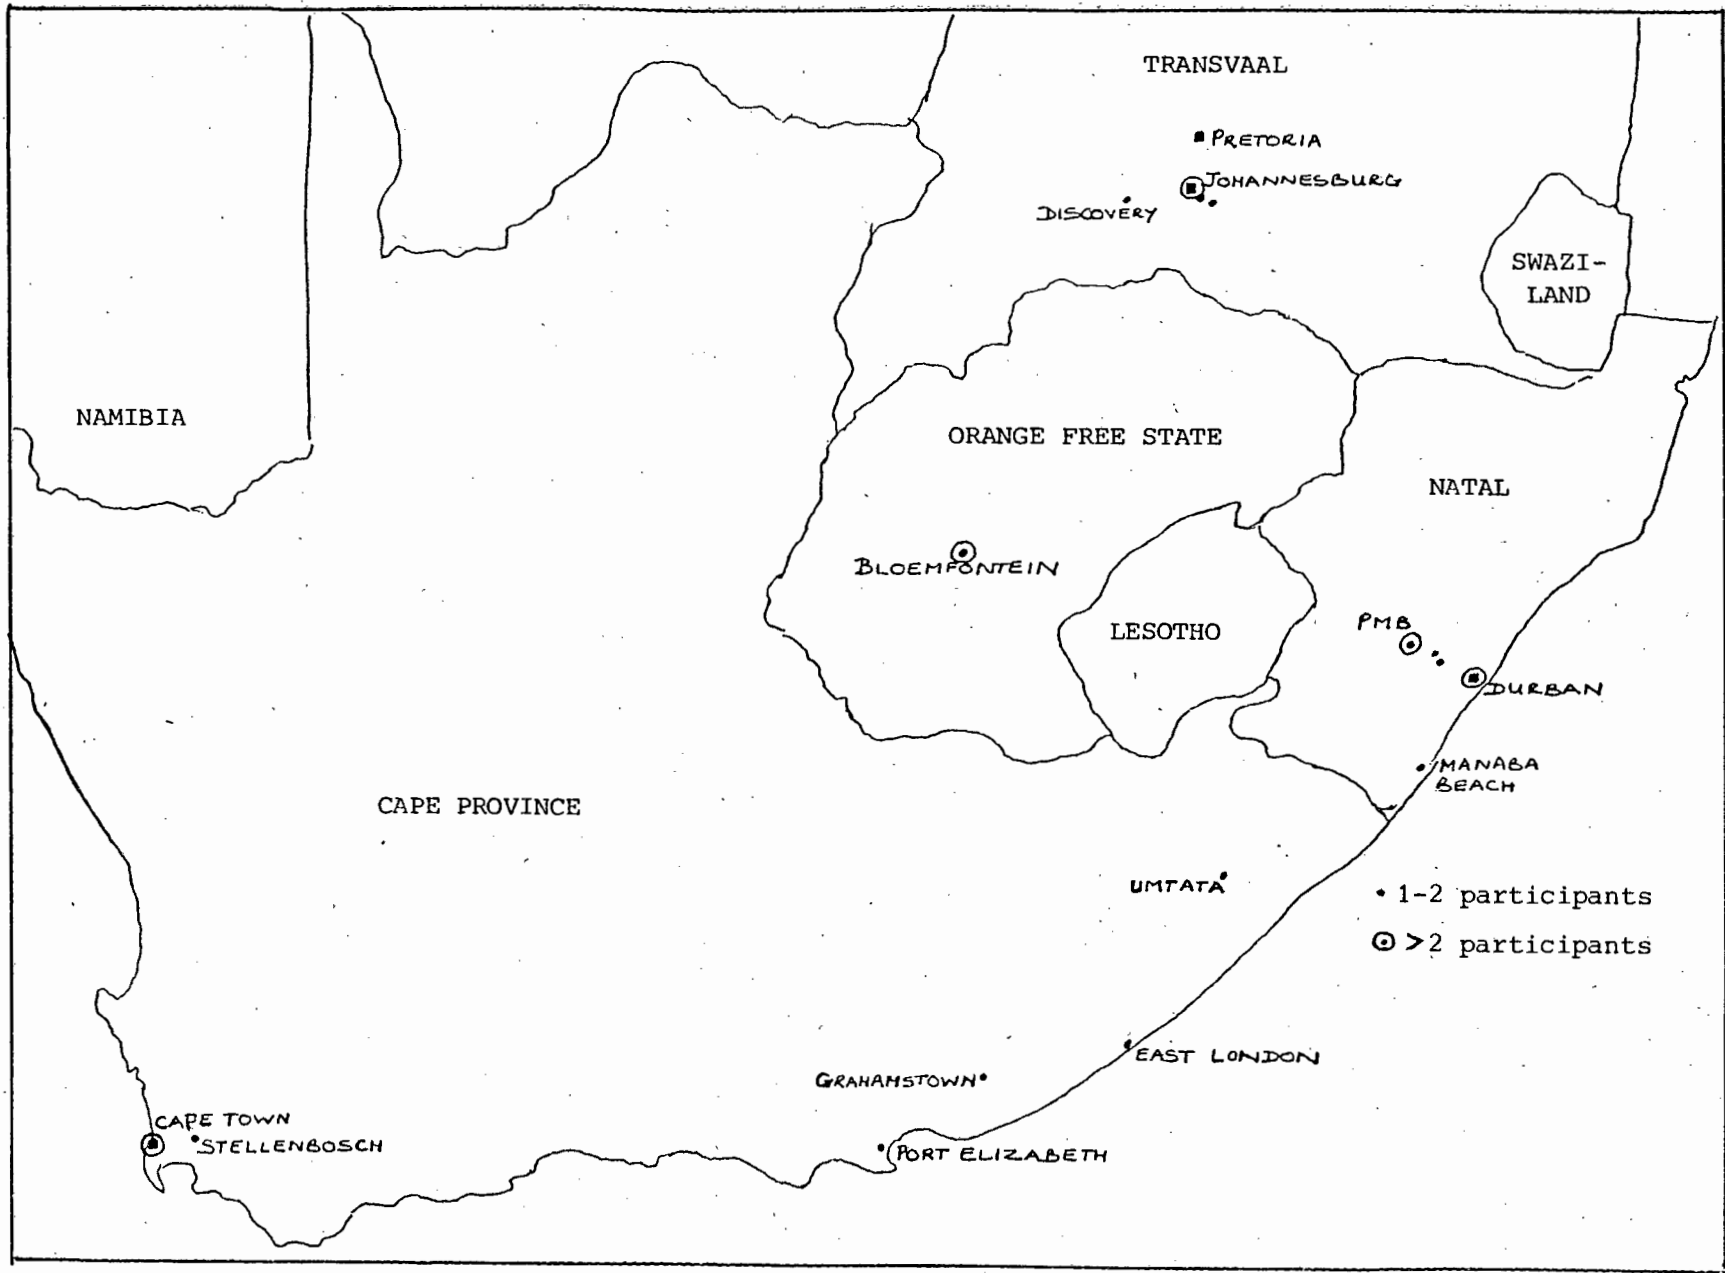 TRANSVAAL
PRETORIA
JOHANNESBURG
DISCOVERY
SWAZI-
LAND
NAMIBIA
ORANGE FREE STATE
NATAL
BLOEMFONTEIN
LESOTHO
PMB
DURBAN
MANABA
BEACH
CAPE PROVINCE
UMTATA
1-2 participants
>2 participants
EAST LONDON
GRAHAMSTOWN
CAPE TOWN
STELLENBOSCH
PORT ELIZABETH